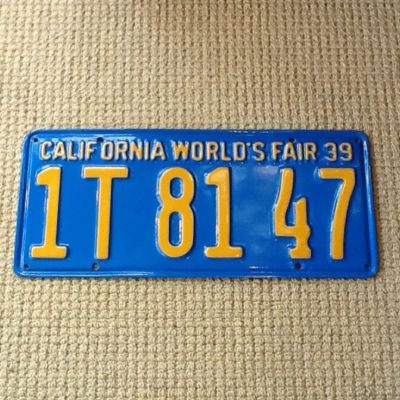 CALIFORNIA WORLD'S FAIR 39
1T 81 47